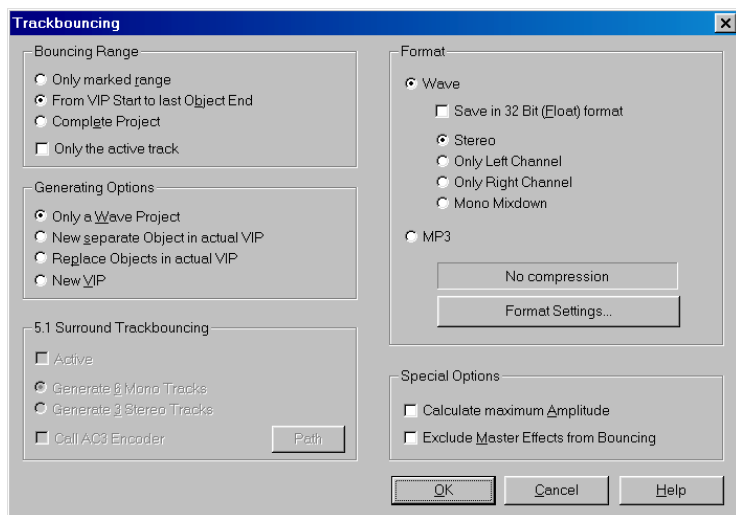 Trackbouncing
Bouncing Range
Only marked range
From VIP Start to last Object End
Complete Project
Only the active track
Generating Options
Only a Wave Project
New separate Object in actual VIP
Replace Objects in actual VIP
New VIP
5.1 Surround Trackbouncing
Active
Generate 6 Mono Tracks
Generate 3 Stereo Tracks
Call AC3 Encoder
Path
Format
Wave
Save in 32 Bit (Float) format
Stereo
Only Left Channel
Only Right Channel
Mono Mixdown
MP3
No compression
Format Settings...
Special Options
Calculate maximum Amplitude
Exclude Master Effects from Bouncing
OK
Cancel
Help